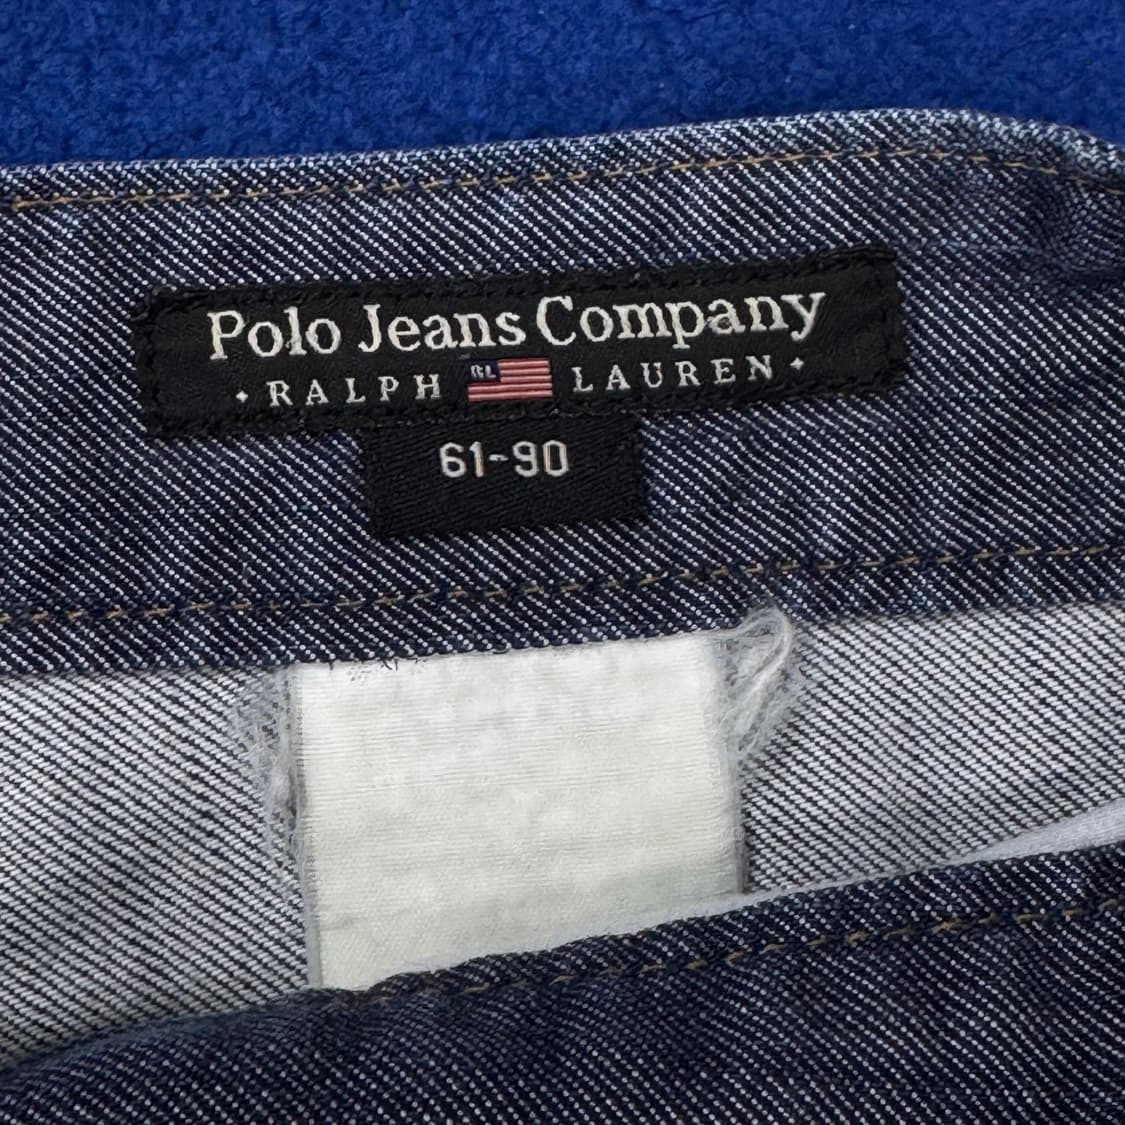 Polo Jeans Company
• RALPH RL LAUREN •
61-90